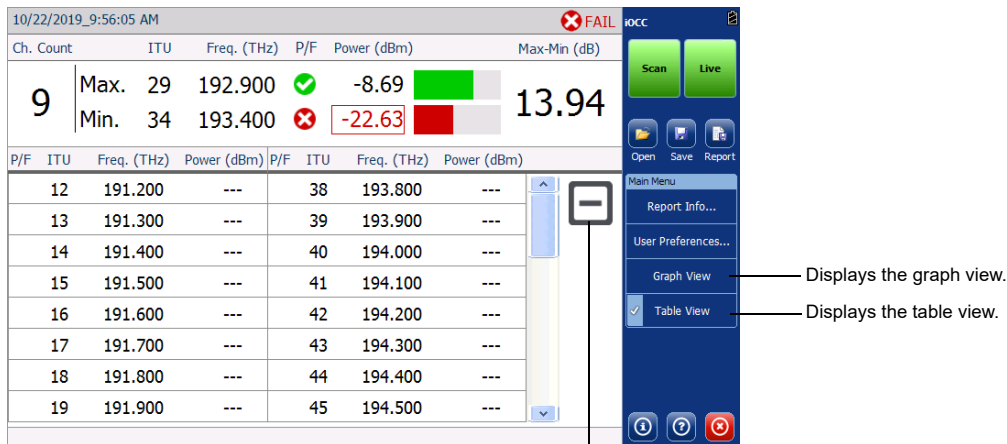 10/22/2019_9:56:05 AM FAIL
Ch. Count ITU Freq. (THz) P/F Power (dBm) Max-Min (dB)
9 Max. 29 192.900 -8.69 13.94
Min. 34 193.400 -22.63
P/F ITU Freq. (THz) Power (dBm) P/F ITU Freq. (THz) Power (dBm)
12 191.200 --- 38 193.800 ---
13 191.300 --- 39 193.900 ---
14 191.400 --- 40 194.000 ---
15 191.500 --- 41 194.100 ---
16 191.600 --- 42 194.200 ---
17 191.700 --- 43 194.300 ---
18 191.800 --- 44 194.400 ---
19 191.900 --- 45 194.500 ---
iOCC
Scan Live
Open Save Report
Main Menu
Report Info...
User Preferences...
Graph View
Table View
Displays the graph view.
Displays the table view.